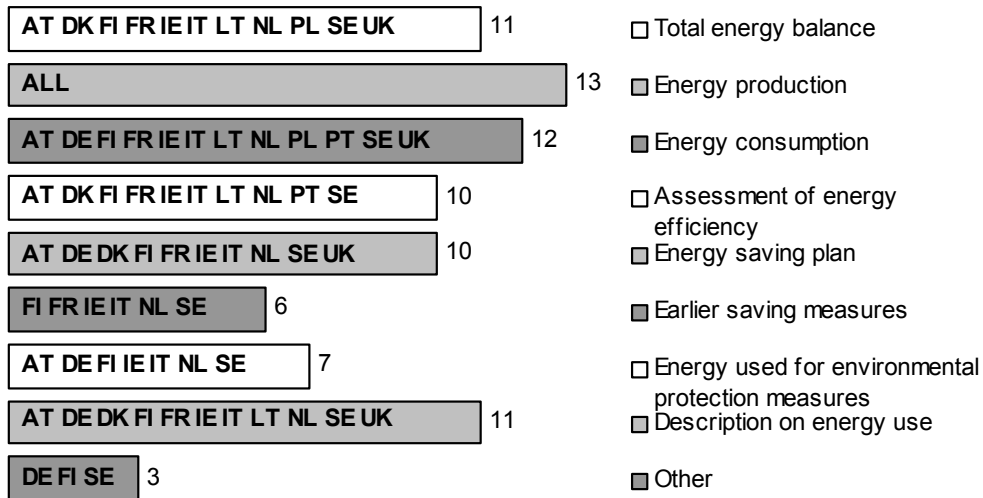 AT DK FI FR IE IT LT NL PL SE UK 11 Total energy balance
ALL 13 Energy production
AT DE FI FR IE IT LT NL PL PT SE UK 12 Energy consumption
AT DK FI FR IE IT LT NL PT SE 10 Assessment of energy
efficiency
AT DE DK FI FR IE IT NL SE UK 10 Energy saving plan
FI FR IE IT NL SE 6 Earlier saving measures
AT DE FI IE IT NL SE 7 Energy used for environmental
protection measures
AT DE DK FI FR IE IT LT NL SE UK 11 Description on energy use
DE FI SE 3 Other